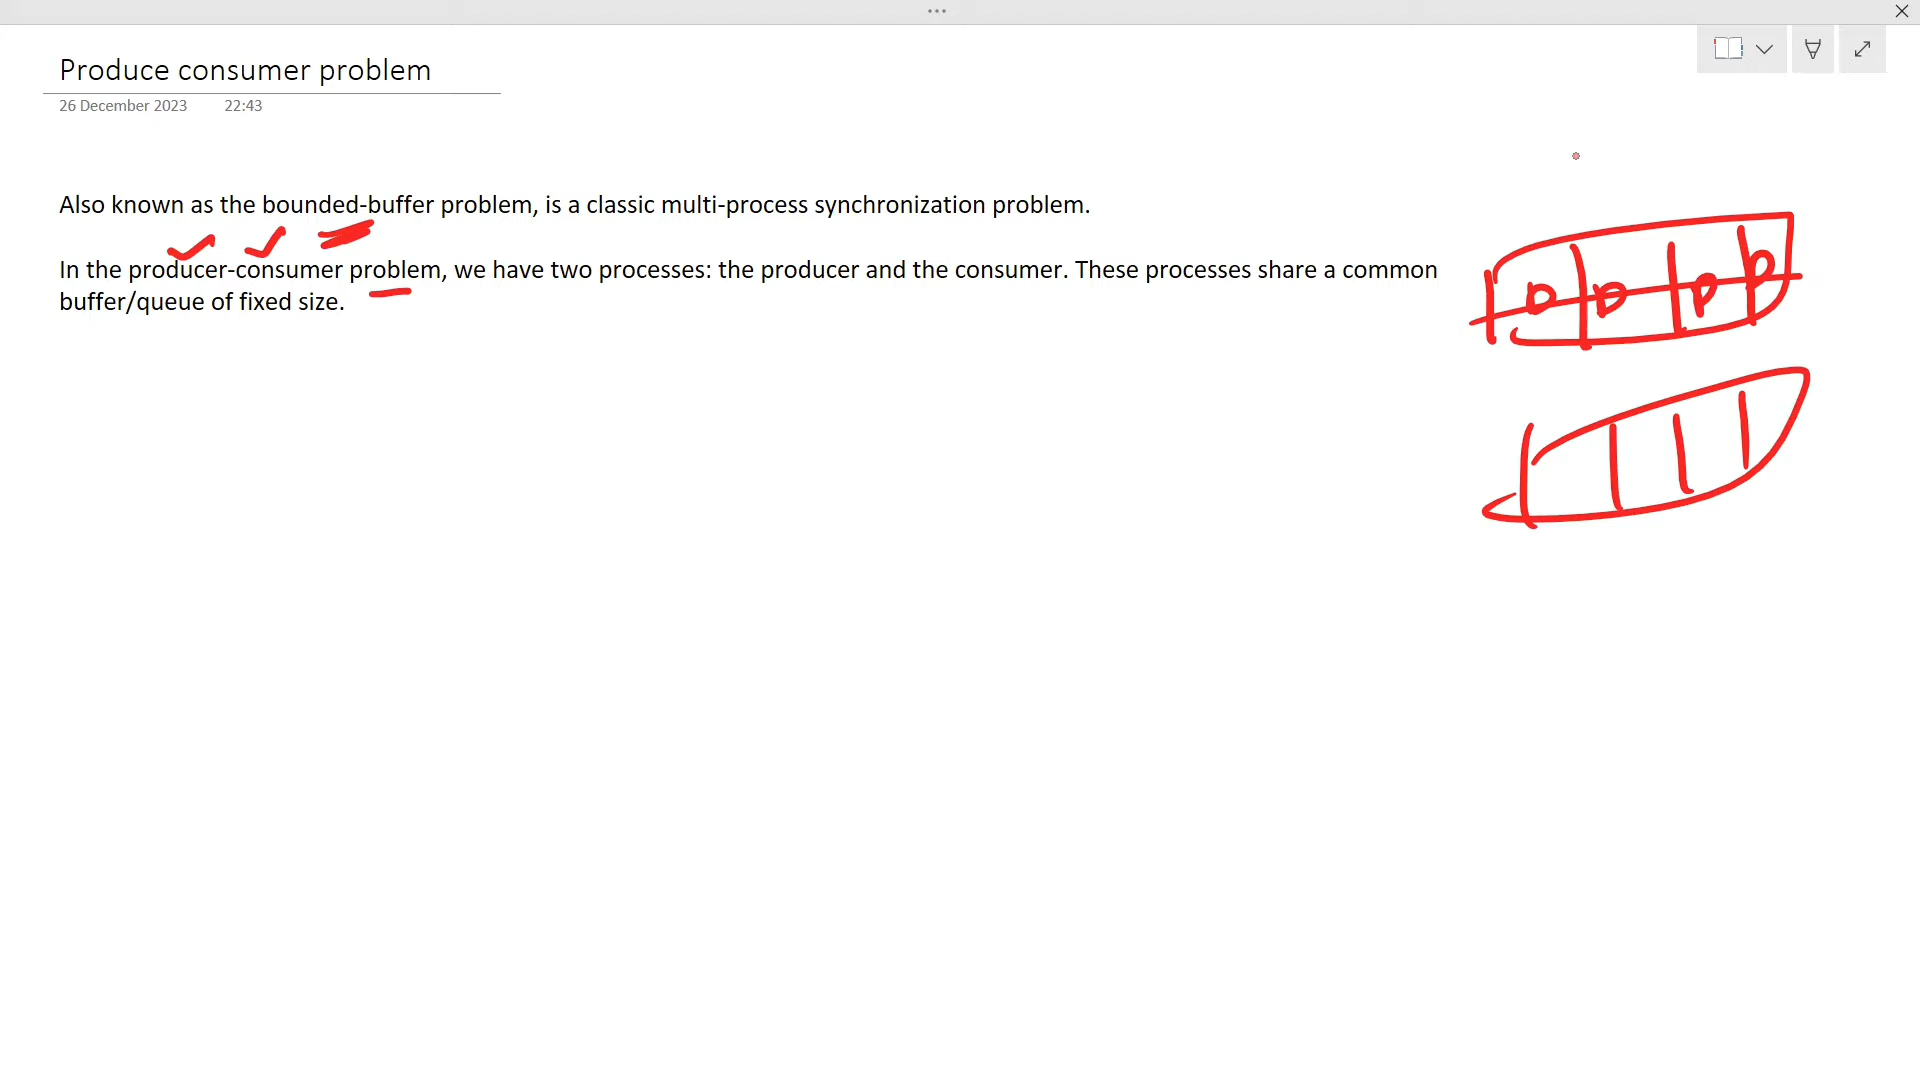 Produce consumer problem
26 December 2023 22:43
Also known as the bounded-buffer problem, is a classic multi-process synchronization problem.
In the producer-consumer problem, we have two processes: the producer and the consumer. These processes share a common
buffer/queue of fixed size.
P P P P